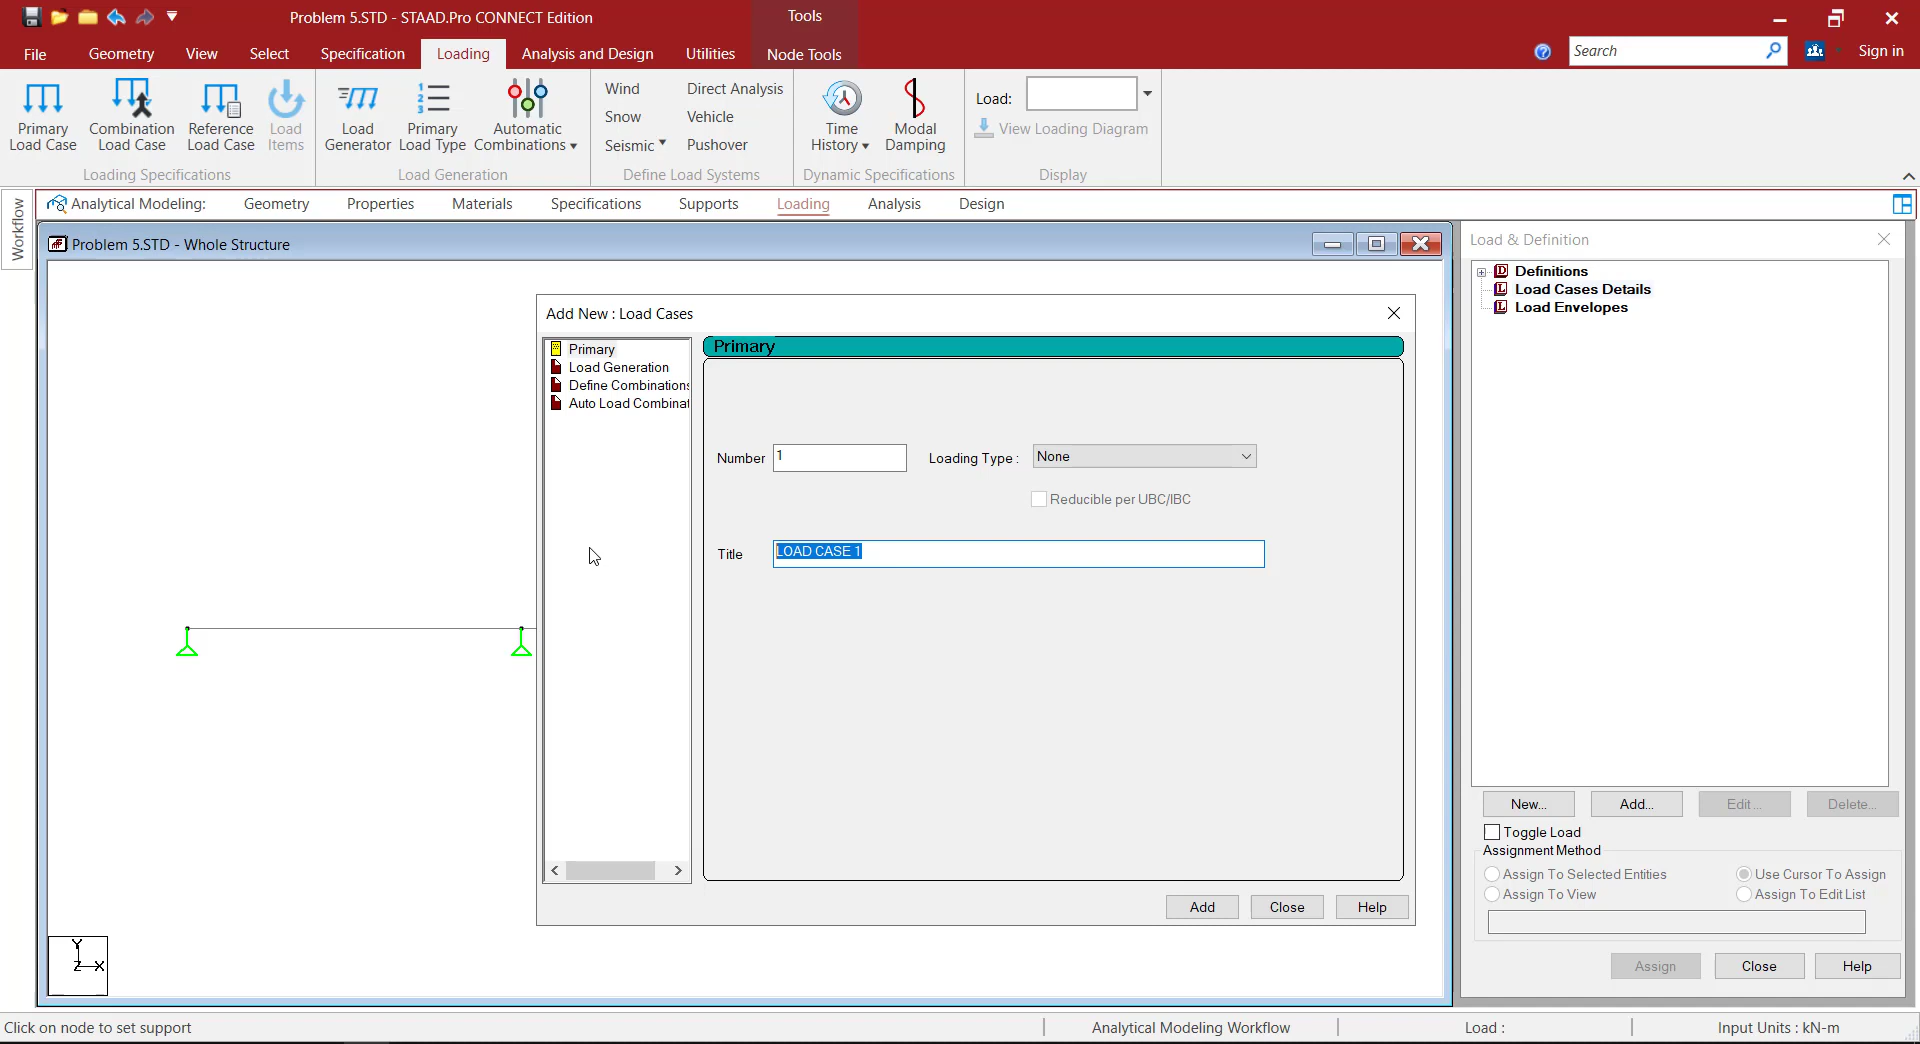 Problem 5.STD - STAAD.Pro CONNECT Edition
Tools
File
Geometry
View
Select
Specification
Loading
Analysis and Design
Utilities
Node Tools
Search
Sign in
Primary
Load Case
Combination
Load Case
Reference
Load Case
Load
Items
Loading Specifications
Load
Generator
Primary
Load Type
Automatic
Combinations
Load Generation
Wind
Snow
Seismic
Direct Analysis
Vehicle
Pushover
Define Load Systems
Time
History
Modal
Damping
Dynamic Specifications
Load:
View Loading Diagram
Display
Workflow
Analytical Modeling:
Geometry
Properties
Materials
Specifications
Supports
Loading
Analysis
Design
Problem 5.STD - Whole Structure
Add New : Load Cases
Primary
Load Generation
Define Combinations
Auto Load Combinat
Primary
Number
1
Loading Type :
None
Reducible per UBC/IBC
Title
LOAD CASE 1
Add
Close
Help
Y
Z
X
Load & Definition
D Definitions
L Load Cases Details
L Load Envelopes
New...
Add...
Edit...
Delete...
Toggle Load
Assignment Method
Assign To Selected Entities
Use Cursor To Assign
Assign To View
Assign To Edit List
Assign
Close
Help
Click on node to set support
Analytical Modeling Workflow
Load :
Input Units : kN-m